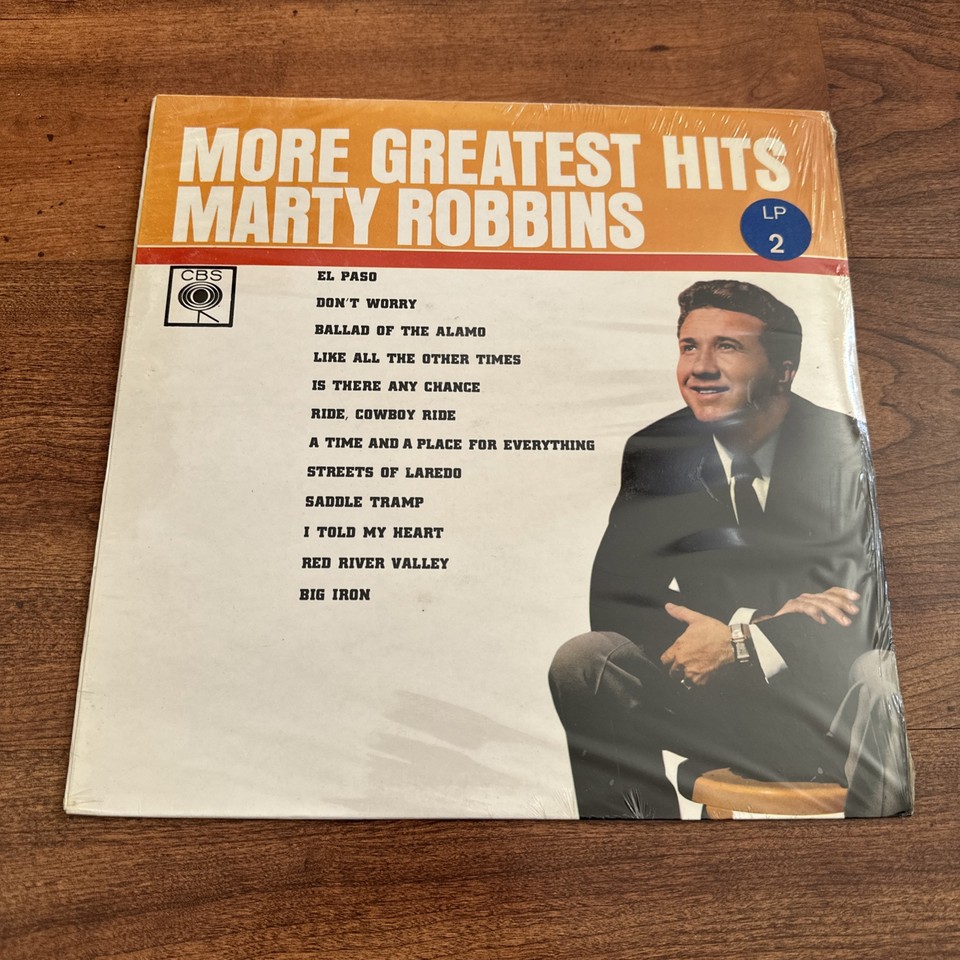 MORE GREATEST HITS
MARTY ROBBINS
LP
2
CBS
EL PASO
DON'T WORRY
BALLAD OF THE ALAMO
LIKE ALL THE OTHER TIMES
IS THERE ANY CHANCE
RIDE, COWBOY RIDE
A TIME AND A PLACE FOR EVERYTHING
STREETS OF LAREDO
SADDLE TRAMP
I TOLD MY HEART
RED RIVER VALLEY
BIG IRON